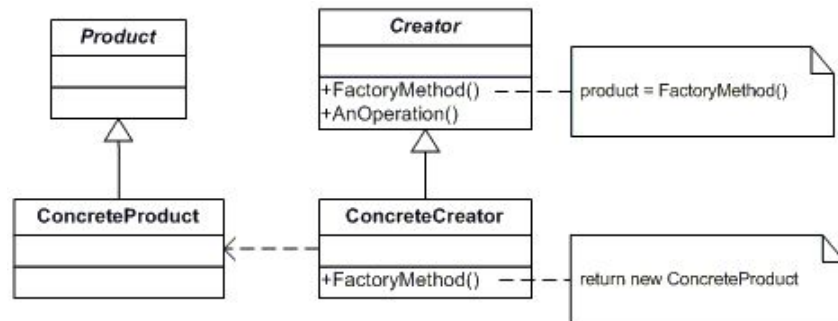 Product
Creator
+FactoryMethod()
+AnOperation()
product = FactoryMethod()
ConcreteProduct
ConcreteCreator
+FactoryMethod()
return new ConcreteProduct